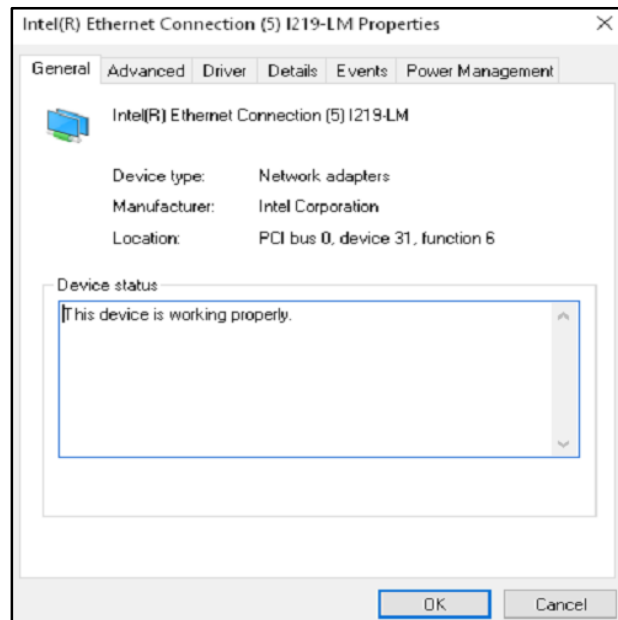 Intel(R) Ethernet Connection (5) I219-LM Properties
General Advanced Driver Details Events Power Management
Intel(R) Ethernet Connection (5) I219-LM
Device type: Network adapters
Manufacturer: Intel Corporation
Location: PCI bus 0, device 31, function 6
Device status
This device is working properly.
OK Cancel